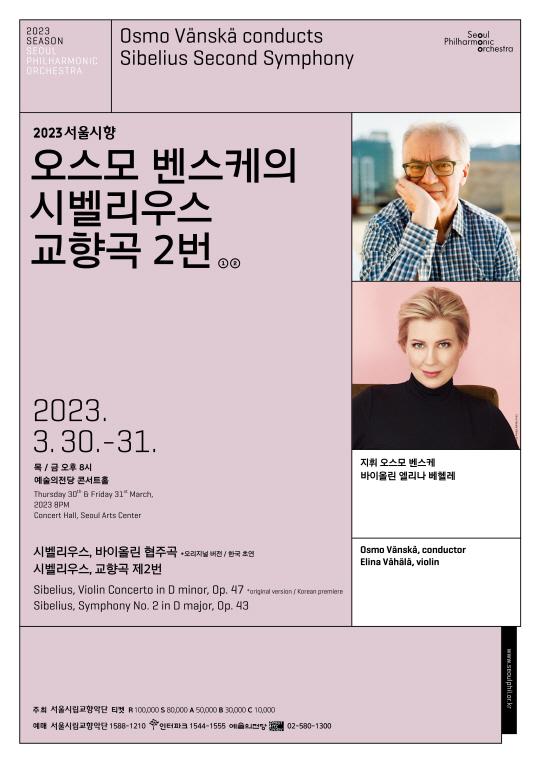 2023
SEASON
SEOUL
PHILHARMONIC
ORCHESTRA
Osmo Vänskä conducts
Sibelius Second Symphony
Seoul
Philharmonic
Orchestra
2023 서울시향
오스모 벤스케의
시벨리우스
교향곡 2번 ①②
2023.
3. 30.-31.
목 / 금 오후 8시
예술의전당 콘서트홀
Thursday 30th & Friday 31st March,
2023 8PM
Concert Hall, Seoul Arts Center
지휘 오스모 벤스케
바이올린 엘리나 베헬레
Osmo Vänskä, conductor
Elina Vähälä, violin
시벨리우스, 바이올린 협주곡 *오리지널 버전 / 한국 초연
시벨리우스, 교향곡 제2번
Sibelius, Violin Concerto in D minor, Op. 47 *original version / Korean premiere
Sibelius, Symphony No. 2 in D major, Op. 43
www.seoulphil.or.kr
주최 서울시립교향악단 티켓 R 100,000 S 80,000 A 50,000 B 30,000 C 10,000
예매 서울시립교향악단 1588-1210 인터파크 1544-1555 예술의전당 02-580-1300